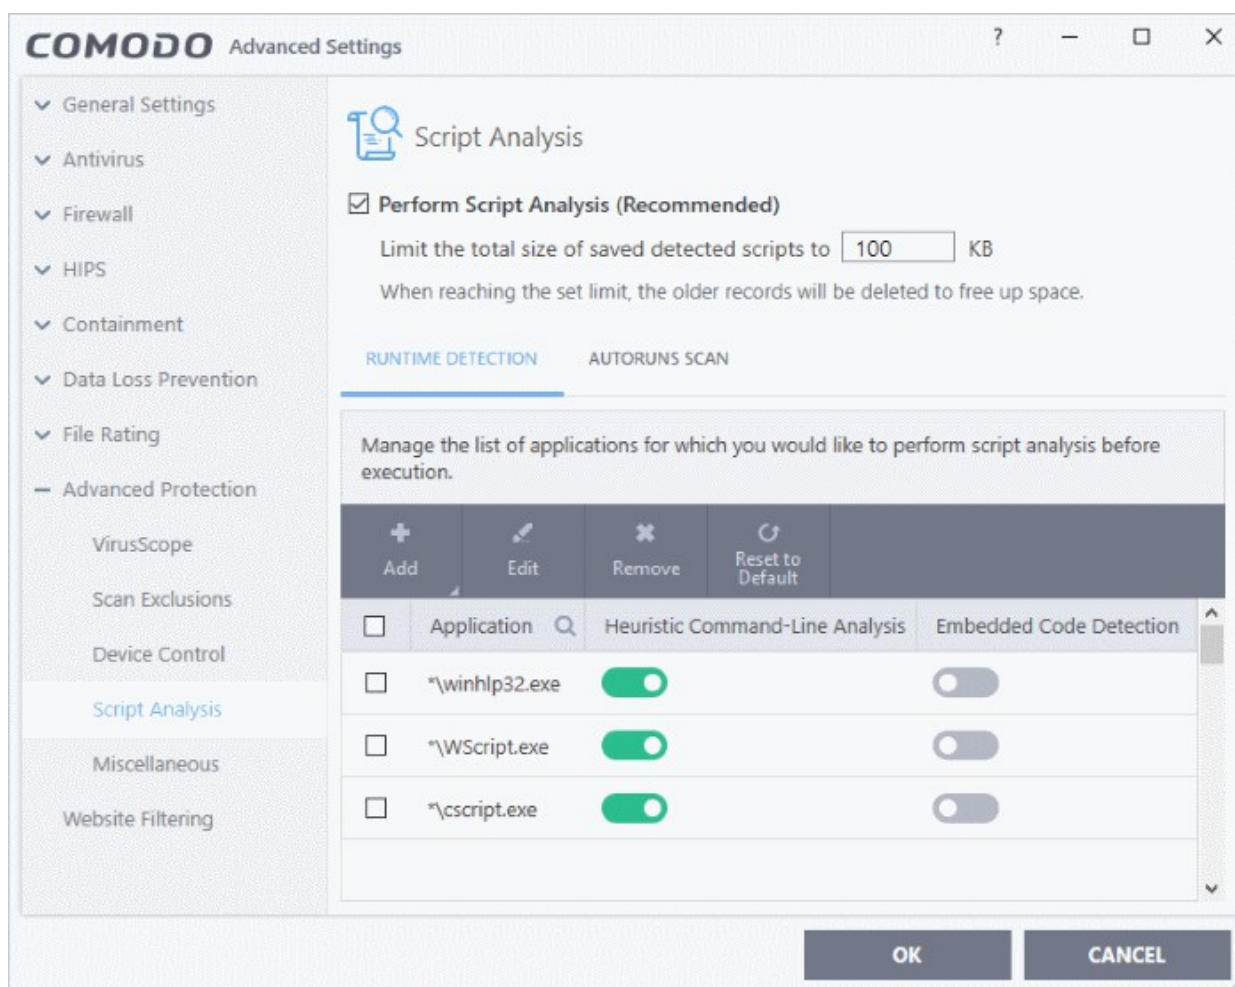 COMODO Advanced Settings ?
General Settings
Antivirus
Firewall
HIPS
Containment
Data Loss Prevention
File Rating
Advanced Protection
VirusScope
Scan Exclusions
Device Control
Script Analysis
Miscellaneous
Website Filtering
Script Analysis
Perform Script Analysis (Recommended)
Limit the total size of saved detected scripts to 100 KB
When reaching the set limit, the older records will be deleted to free up space.
RUNTIME DETECTION AUTORUNS SCAN
Manage the list of applications for which you would like to perform script analysis before
execution.
Add Edit Remove Reset to
Default
Application Heuristic Command-Line Analysis Embedded Code Detection
*\winhlp32.exe
*\WScript.exe
*\cscript.exe
OK CANCEL